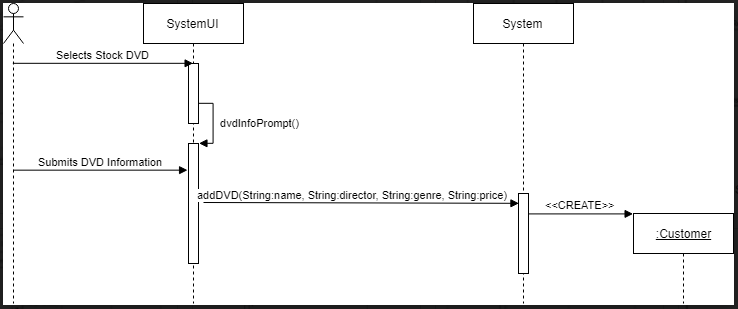 SystemUI
System
Selects Stock DVD
dvdInfoPrompt()
Submits DVD Information
addDVD(String:name, String:director, String:genre, String:price)
<<CREATE>>
:Customer